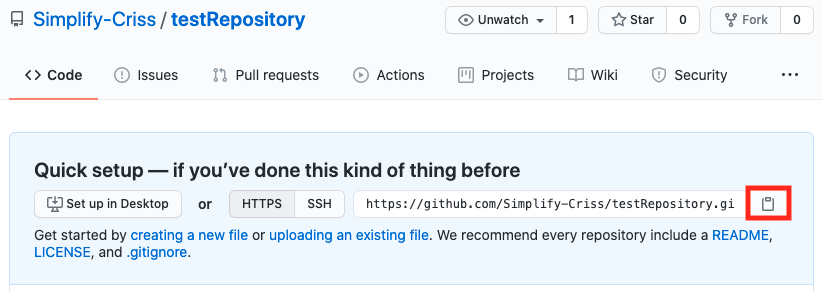 Simplify-Criss / testRepository Unwatch 1 Star 0 Fork 0
Code Issues Pull requests Actions Projects Wiki Security ...
Quick setup — if you’ve done this kind of thing before
Set up in Desktop or HTTPS SSH https://github.com/Simplify-Criss/testRepository.gi
Get started by creating a new file or uploading an existing file. We recommend every repository include a README,
LICENSE, and .gitignore.